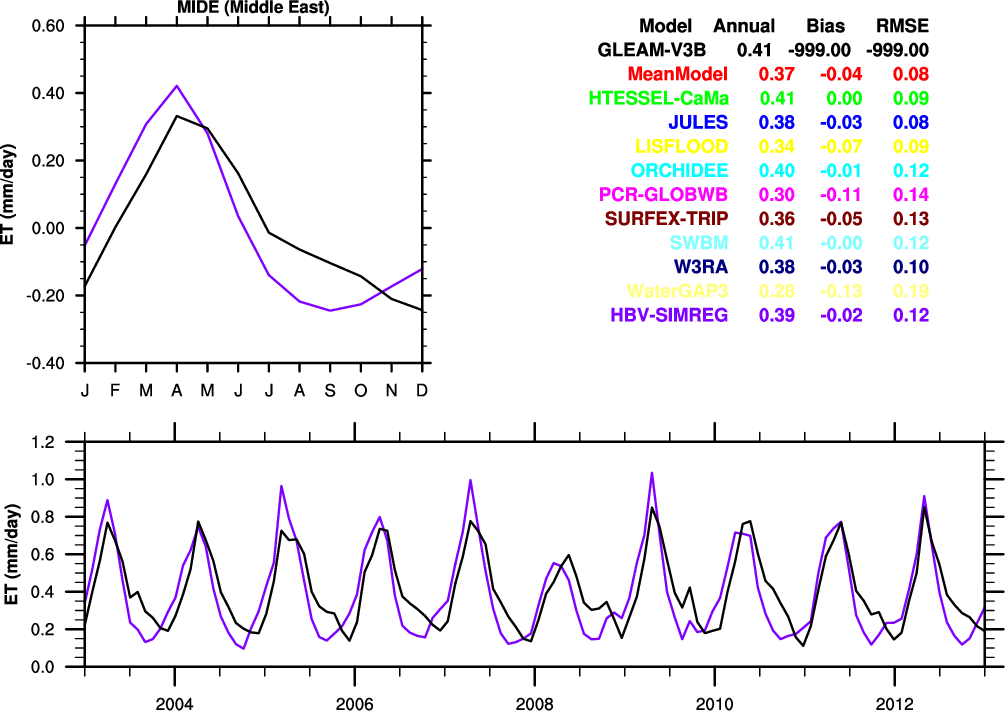 MIDE (Middle East)
0.60
0.40
0.20
0.00
-0.20
-0.40
ET (mm/day)
J F M A M J J A S O N D
Model Annual Bias RMSE
GLEAM-V3B 0.41 -999.00 -999.00
MeanModel 0.37 -0.04 0.08
HTESSEL-CaMa 0.41 0.00 0.09
JULES 0.38 -0.03 0.08
LISFLOOD 0.34 -0.07 0.09
ORCHIDEE 0.40 -0.01 0.12
PCR-GLOBWB 0.30 -0.11 0.14
SURFEX-TRIP 0.36 -0.05 0.13
SWBM 0.41 -0.00 0.12
W3RA 0.38 -0.03 0.10
WaterGAP3 0.28 -0.13 0.19
HBV-SIMREG 0.39 -0.02 0.12
1.2
1.0
0.8
0.6
0.4
0.2
0.0
ET (mm/day)
2004 2006 2008 2010 2012